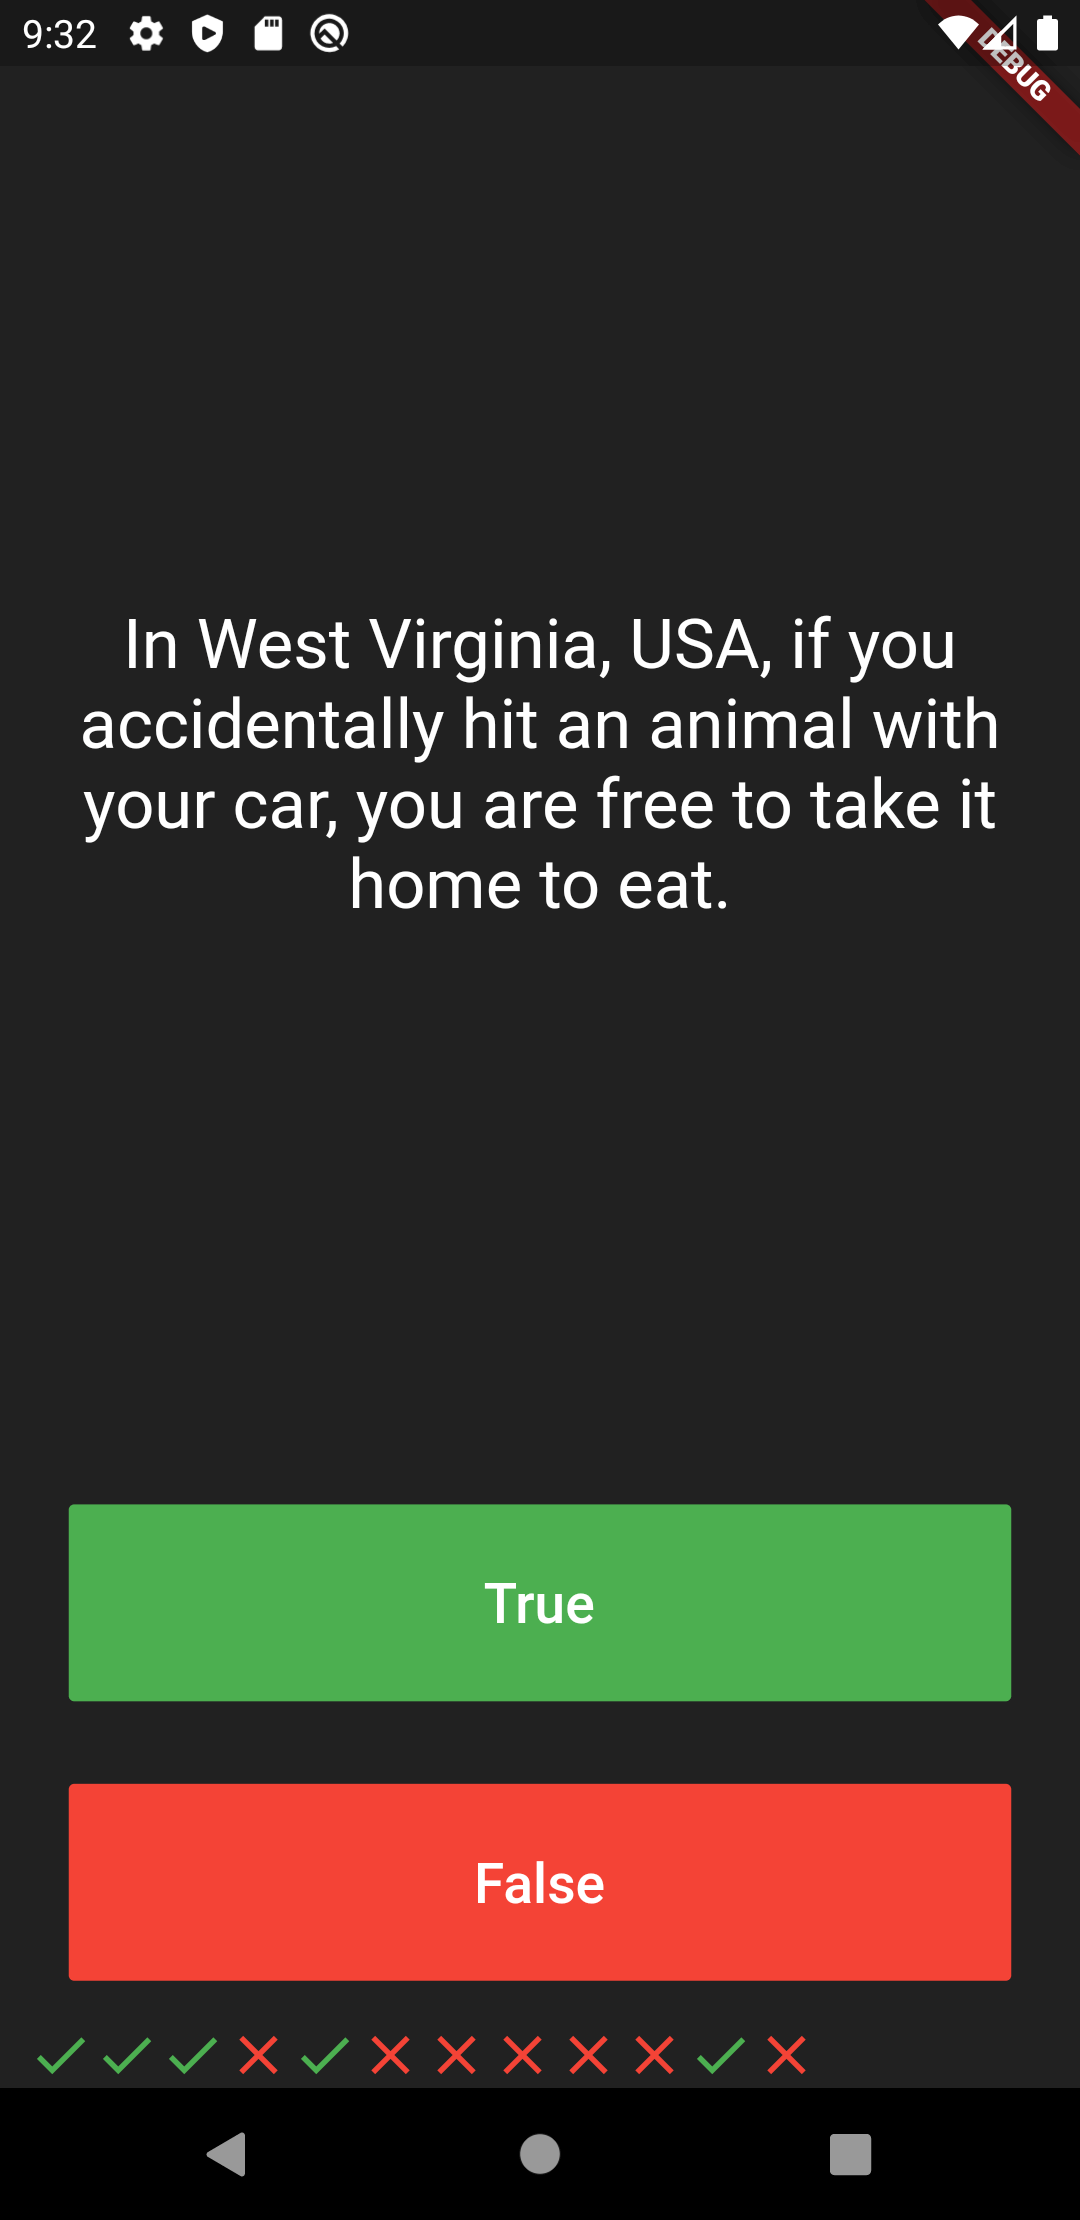 9:32
DEBUG
In West Virginia, USA, if you
accidentally hit an animal with
your car, you are free to take it
home to eat.
True
False